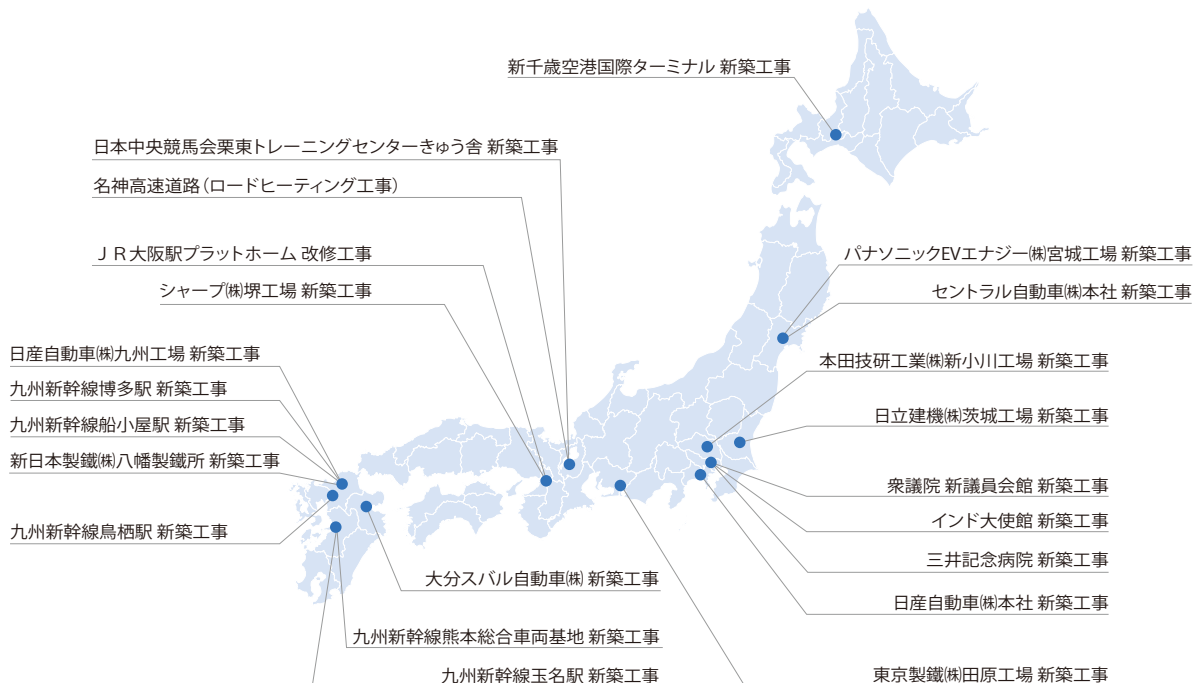 新千歳空港国際ターミナル 新築工事
日本中央競馬会栗東トレーニングセンターきゅう舎 新築工事
名神高速道路（ロードヒーティング工事）
ＪＲ大阪駅プラットホーム 改修工事
シャープ㈱堺工場 新築工事
日産自動車㈱九州工場 新築工事
九州新幹線博多駅 新築工事
九州新幹線船小屋駅 新築工事
新日本製鐵㈱八幡製鐵所 新築工事
九州新幹線鳥栖駅 新築工事
大分スバル自動車㈱ 新築工事
九州新幹線熊本総合車両基地 新築工事
九州新幹線玉名駅 新築工事
パナソニックEVエナジー㈱宮城工場 新築工事
セントラル自動車㈱本社 新築工事
本田技研工業㈱新小川工場 新築工事
日立建機㈱茨城工場 新築工事
衆議院 新議員会館 新築工事
インド大使館 新築工事
三井記念病院 新築工事
日産自動車㈱本社 新築工事
東京製鐵㈱田原工場 新築工事